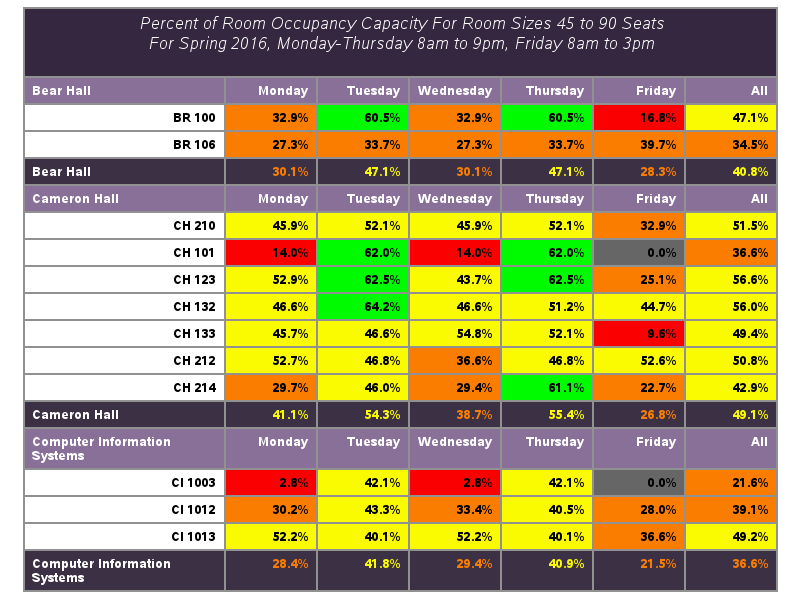 Percent of Room Occupancy Capacity For Room Sizes 45 to 90 Seats
For Spring 2016, Monday-Thursday 8am to 9pm, Friday 8am to 3pm
Bear Hall Monday Tuesday Wednesday Thursday Friday All
BR 100 32.9% 60.5% 32.9% 60.5% 16.8% 47.1%
BR 106 27.3% 33.7% 27.3% 33.7% 39.7% 34.5%
Bear Hall 30.1% 47.1% 30.1% 47.1% 28.3% 40.8%
Cameron Hall Monday Tuesday Wednesday Thursday Friday All
CH 210 45.9% 52.1% 45.9% 52.1% 32.9% 51.5%
CH 101 14.0% 62.0% 14.0% 62.0% 0.0% 36.6%
CH 123 52.9% 62.5% 43.7% 62.5% 25.1% 56.6%
CH 132 46.6% 64.2% 46.6% 51.2% 44.7% 56.0%
CH 133 45.7% 46.6% 54.8% 52.1% 9.6% 49.4%
CH 212 52.7% 46.8% 36.6% 46.8% 52.6% 50.8%
CH 214 29.7% 46.0% 29.4% 61.1% 22.7% 42.9%
Cameron Hall 41.1% 54.3% 38.7% 55.4% 26.8% 49.1%
Computer Information Monday Tuesday Wednesday Thursday Friday All
Systems
CI 1003 2.8% 42.1% 2.8% 42.1% 0.0% 21.6%
CI 1012 30.2% 43.3% 33.4% 40.5% 28.0% 39.1%
CI 1013 52.2% 40.1% 52.2% 40.1% 36.6% 49.2%
Computer Information 28.4% 41.8% 29.4% 40.9% 21.5% 36.6%
Systems